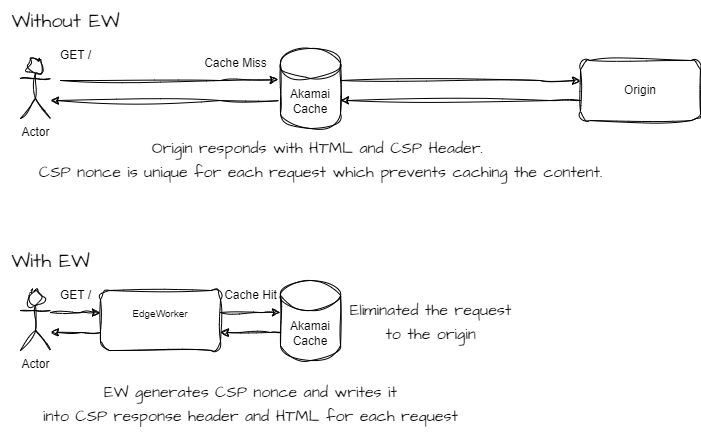 Without EW
GET /
Cache Miss
Akamai
Cache
Origin
Actor
Origin responds with HTML and CSP Header.
CSP nonce is unique for each request which prevents caching the content.
With EW
GET /
Cache Hit
EdgeWorker
Akamai
Cache
Eliminated the request
to the origin
Actor
EW generates CSP nonce and writes it
into CSP response header and HTML for each request